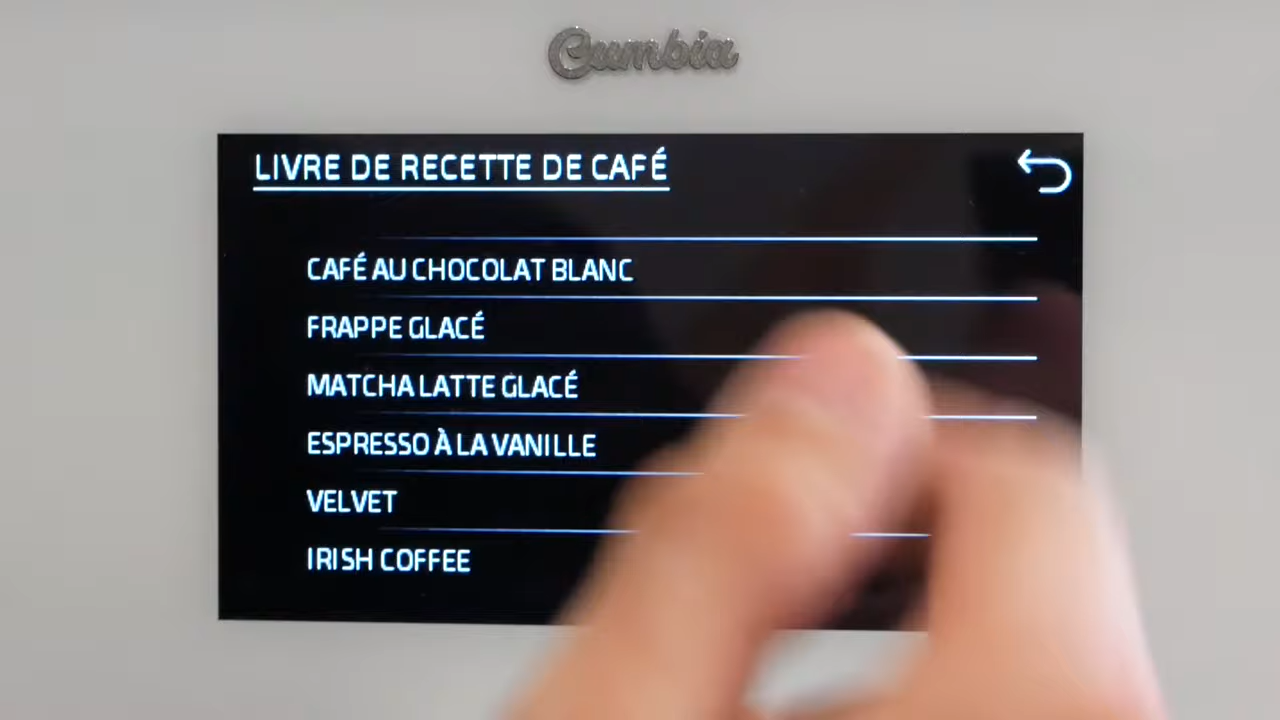 Cumbia
LIVRE DE RECETTE DE CAFÉ
CAFÉ AU CHOCOLAT BLANC
FRAPPE GLACÉ
MATCHA LATTE GLACÉ
ESPRESSO À LA VANILLE
VELVET
IRISH COFFEE